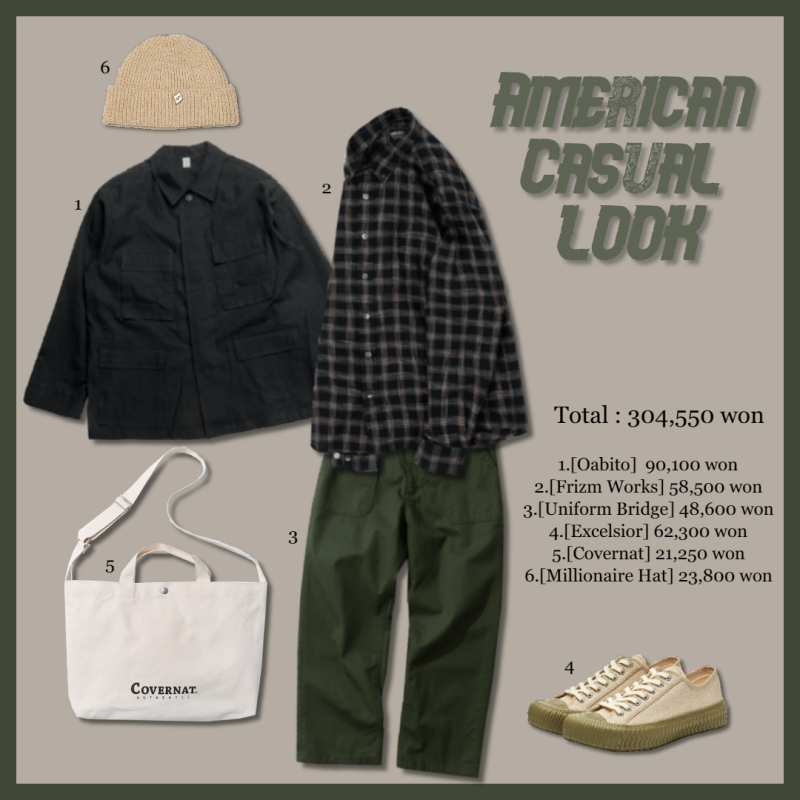 AMERICAN
CASUAL
LOOK
6
1
2
Total : 304,550 won
1.[Oabito]  90,100 won
2.[Frizm Works] 58,500 won
3.[Uniform Bridge] 48,600 won
4.[Excelsior] 62,300 won
5.[Covernat] 21,250 won
6.[Millionaire Hat] 23,800 won
3
5
COVERNAT.
AUTHENTIC
4